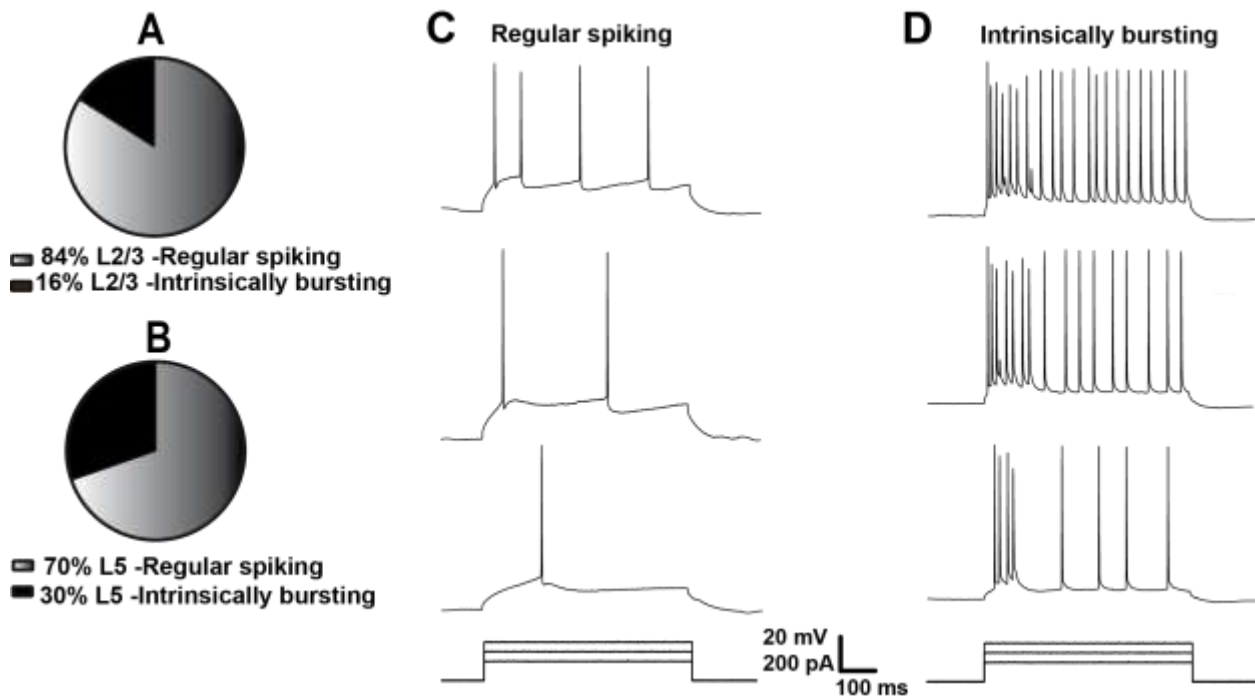 A
84% L2/3 -Regular spiking
16% L2/3 -Intrinsically bursting
B
70% L5 -Regular spiking
30% L5 -Intrinsically bursting
C Regular spiking
20 mV
200 pA
100 ms
D Intrinsically bursting